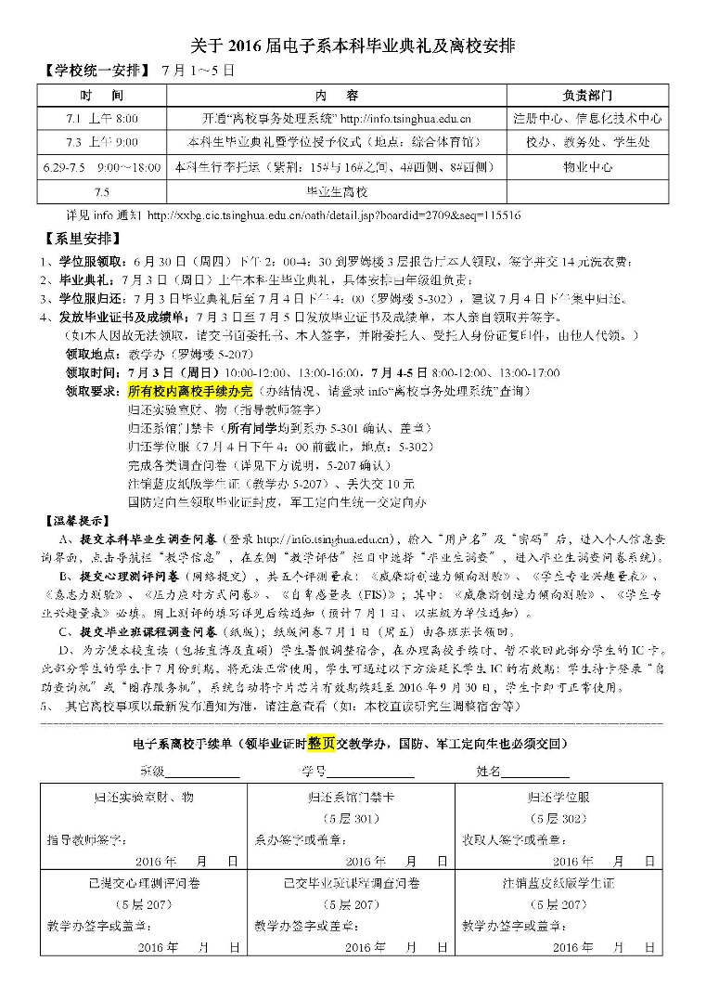 关于 2016 届电子系本科毕业典礼及离校安排
【学校统一安排】 7 月 1～5 日
时 间 内 容 负责部门
7.1 上午 8:00 开通“离校事务处理系统” http://info.tsinghua.edu.cn 注册中心、信息化技术中心
7.3 上午 9:00 本科生毕业典礼暨学位授予仪式（地点：综合体育馆） 校办、教务处、学生处
6.29-7.5 9:00～18:00 本科生行李托运（紫荆：15#与 16#之间、4#西侧、8#西侧） 物业中心
7.5 毕业生离校
详见 info 通知 http://xxbg.cic.tsinghua.edu.cn/oath/detail.jsp?boardid=2709&seq=115516
【系里安排】
1、学位服领取：6 月 30 日（周四）下午 2：00-4：30 到罗姆楼 3 层报告厅本人领取，签字并交 14 元洗衣费；
2、毕业典礼：7 月 3 日（周日）上午本科生毕业典礼，具体安排由年级组负责；
3、学位服归还：7 月 3 日毕业典礼后至 7 月 4 日下午 4：00（罗姆楼 5-302），建议 7 月 4 日下午集中归还。
4、发放毕业证书及成绩单：7 月 3 日至 7 月 5 日发放毕业证书及成绩单，本人亲自领取并签字。
（如本人因故无法领取，请交书面委托书、本人签字，并附委托人、受托人身份证复印件，由他人代领。）
领取地点：教学办（罗姆楼 5-207）
领取时间：7 月 3 日（周日）10:00-12:00、13:00-16:00，7 月 4-5 日 8:00-12:00、13:00-17:00
领取要求：所有校内离校手续办完（办结情况、请登录 info“离校事务处理系统”查询）
归还实验室财、物（指导教师签字）
归还系馆门禁卡（所有同学均到系办 5-301 确认、盖章）
归还学位服（7 月 4 日下午 4：00 前截止，地点：5-302）
完成各类调查问卷（详见下方说明，5-207 确认）
注销蓝皮纸版学生证（教学办 5-207）、丢失交 10 元
国防定向生领取毕业证封皮，军工定向生统一交定向办
【温馨提示】
A、提交本科毕业生调查问卷（登录 http://info.tsinghua.edu.cn），输入“用户名”及“密码”后，进入个人信息查
询界面，点击导航栏“教学信息”，在左侧“教学评估”栏目中选择“毕业生调查”，进入毕业生调查问卷系统）。
B、提交心理测评问卷（网络提交），共五个评测量表：《威廉斯创造力倾向测验》、《学生专业兴趣量表》、
《意志力测验》、《压力应对方式问卷》、《自卑感量表（FIS）》；其中：《威廉斯创造力倾向测验》、《学生专
业兴趣量表》必填。网上测评的填写详见后续通知（预计 7 月 1 日、以班级为单位通知）。
C、提交毕业班课程调查问卷（纸版）；纸版问卷 7 月 1 日（周五）由各班班长领回。
D、为方便本校直读（包括直博及直硕）学生暑假调整宿舍，在办理离校手续时、暂不收回此部分学生的 IC 卡。
此部分学生的学生卡 7 月份到期、将无法正常使用，学生可通过以下方法延长学生 IC 的有效期：学生持卡登录“自
助查询机”或“圈存服务机”，系统自动将卡片芯片有效期续延至 2016 年 9 月 30 日，学生卡即可正常使用。
5、 其它离校事项以最新发布通知为准，请注意查看（如：本校直读研究生调整宿舍等）
电子系离校手续单（领毕业证时整页交教学办，国防、军工定向生也必须交回）
班级____________ 学号____________ 姓名____________
归还实验室财、物 归还系馆门禁卡 归还学位服
（5 层 301） （5 层 302）
指导教师签字： 系办签字或盖章： 收取人签字或盖章：
2016 年 月 日 2016 年 月 日 2016 年 月 日
已提交心理测评问卷 已交毕业班课程调查问卷 注销蓝皮纸版学生证
（5 层 207） （5 层 207） （5 层 207）
教学办签字或盖章： 教学办签字或盖章： 教学办签字或盖章：
2016 年 月 日 2016 年 月 日 2016 年 月 日